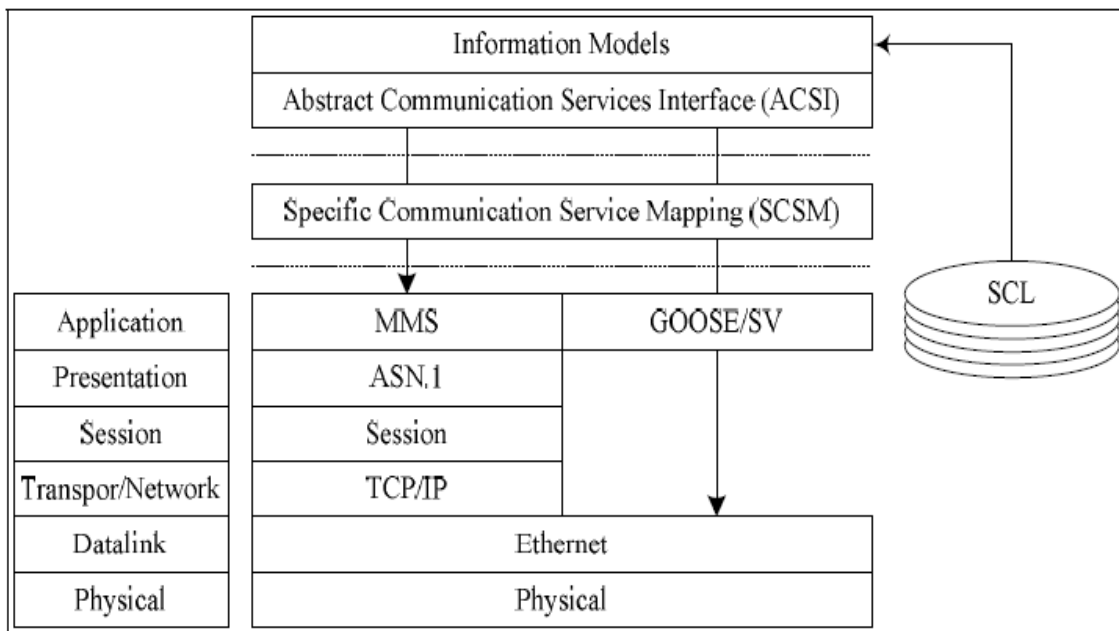 Information Models
Abstract Communication Services Interface (ACSI)
Specific Communication Service Mapping (SCSM)
SCL
Application
MMS
GOOSE/SV
Presentation
ASN.1
Session
Session
Transpor/Network
TCP/IP
Datalink
Ethernet
Physical
Physical